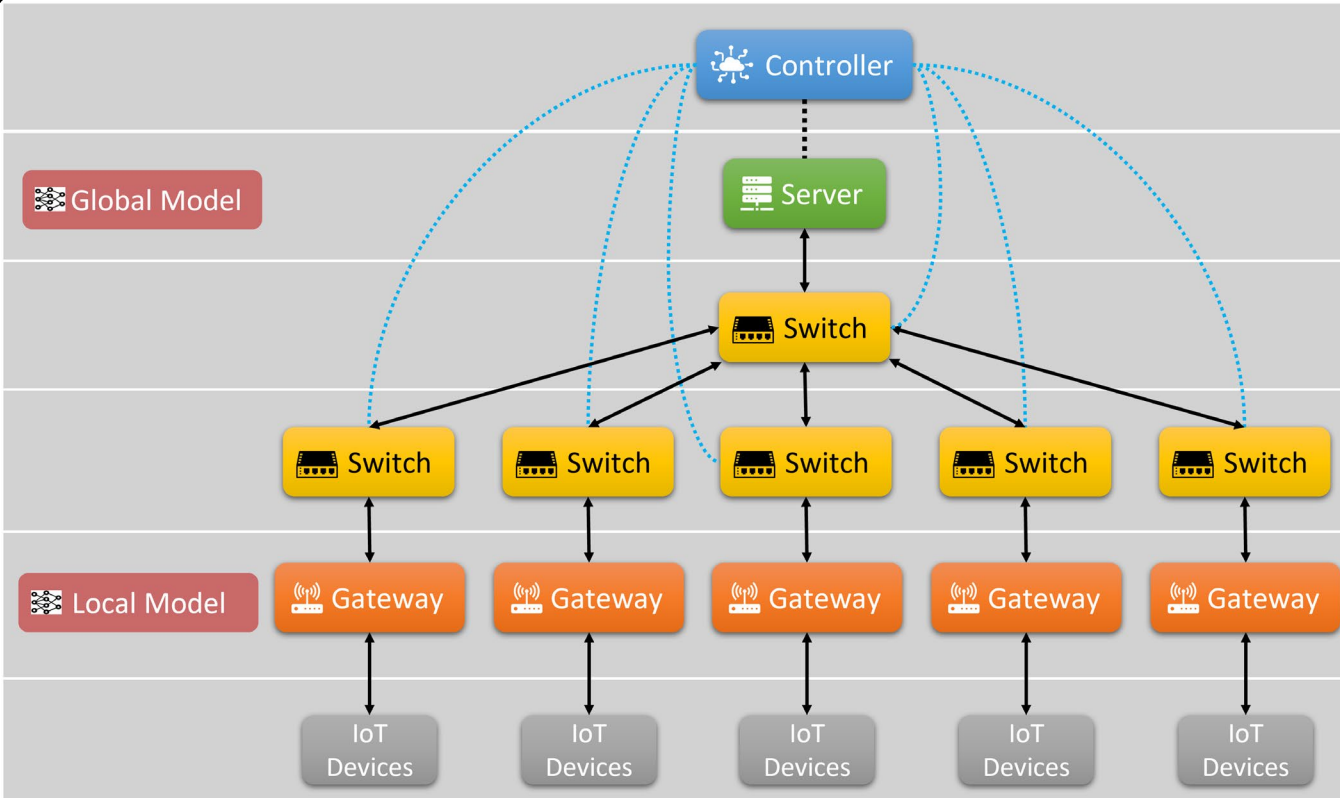 Controller
Global Model
Server
Switch
Switch
Switch
Switch
Switch
Switch
Local Model
Gateway
Gateway
Gateway
Gateway
Gateway
IoT
Devices
IoT
Devices
IoT
Devices
IoT
Devices
IoT
Devices